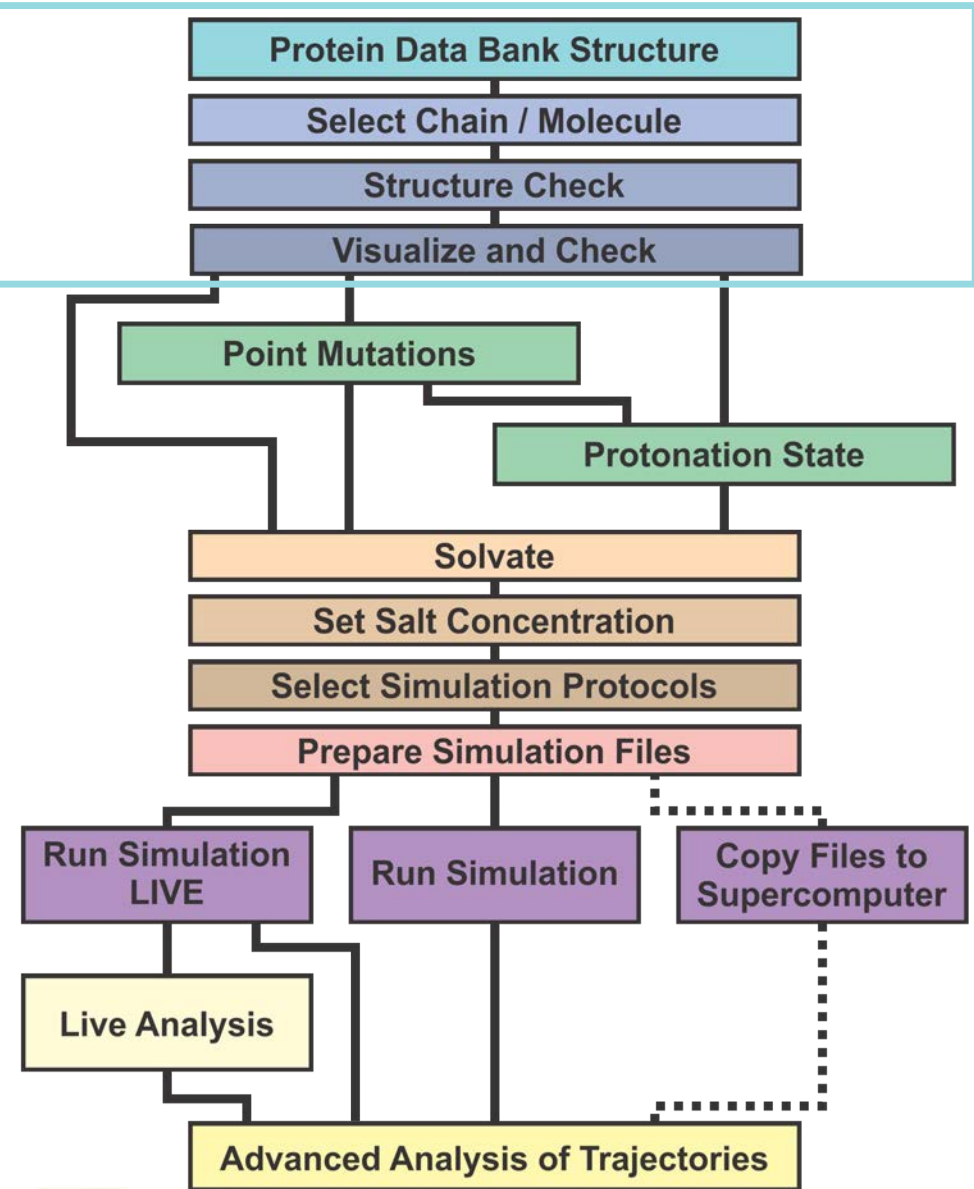 Protein Data Bank Structure
Select Chain / Molecule
Structure Check
Visualize and Check
Point Mutations
Protonation State
Solvate
Set Salt Concentration
Select Simulation Protocols
Prepare Simulation Files
Run Simulation
LIVE
Run Simulation
Copy Files to
Supercomputer
Live Analysis
Advanced Analysis of Trajectories